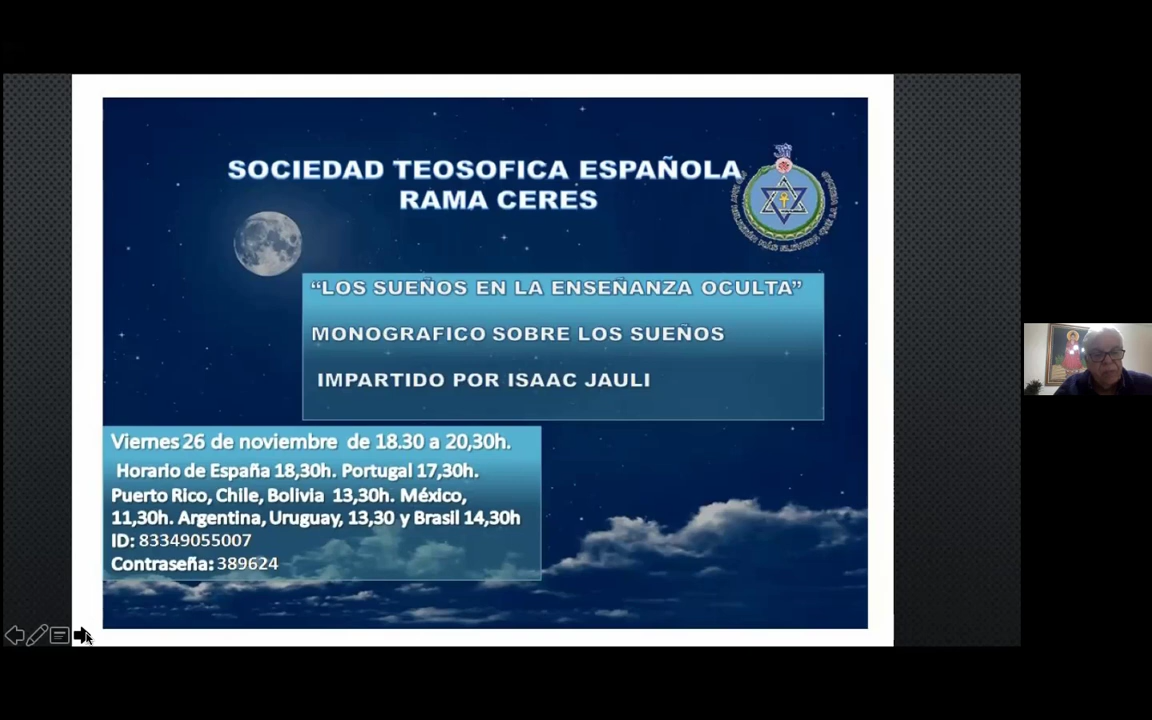 SOCIEDAD TEOSOFICA ESPAÑOLA
RAMA CERES
“LOS SUEÑOS EN LA ENSEÑANZA OCULTA”
MONOGRAFICO SOBRE LOS SUEÑOS
IMPARTIDO POR ISAAC JAULI
Viernes 26 de noviembre de 18.30 a 20,30h.
Horario de España 18,30h. Portugal 17,30h.
Puerto Rico, Chile, Bolivia 13,30h. México,
11,30h. Argentina, Uruguay, 13,30 y Brasil 14,30h
ID: 83349055007
Contraseña: 389624